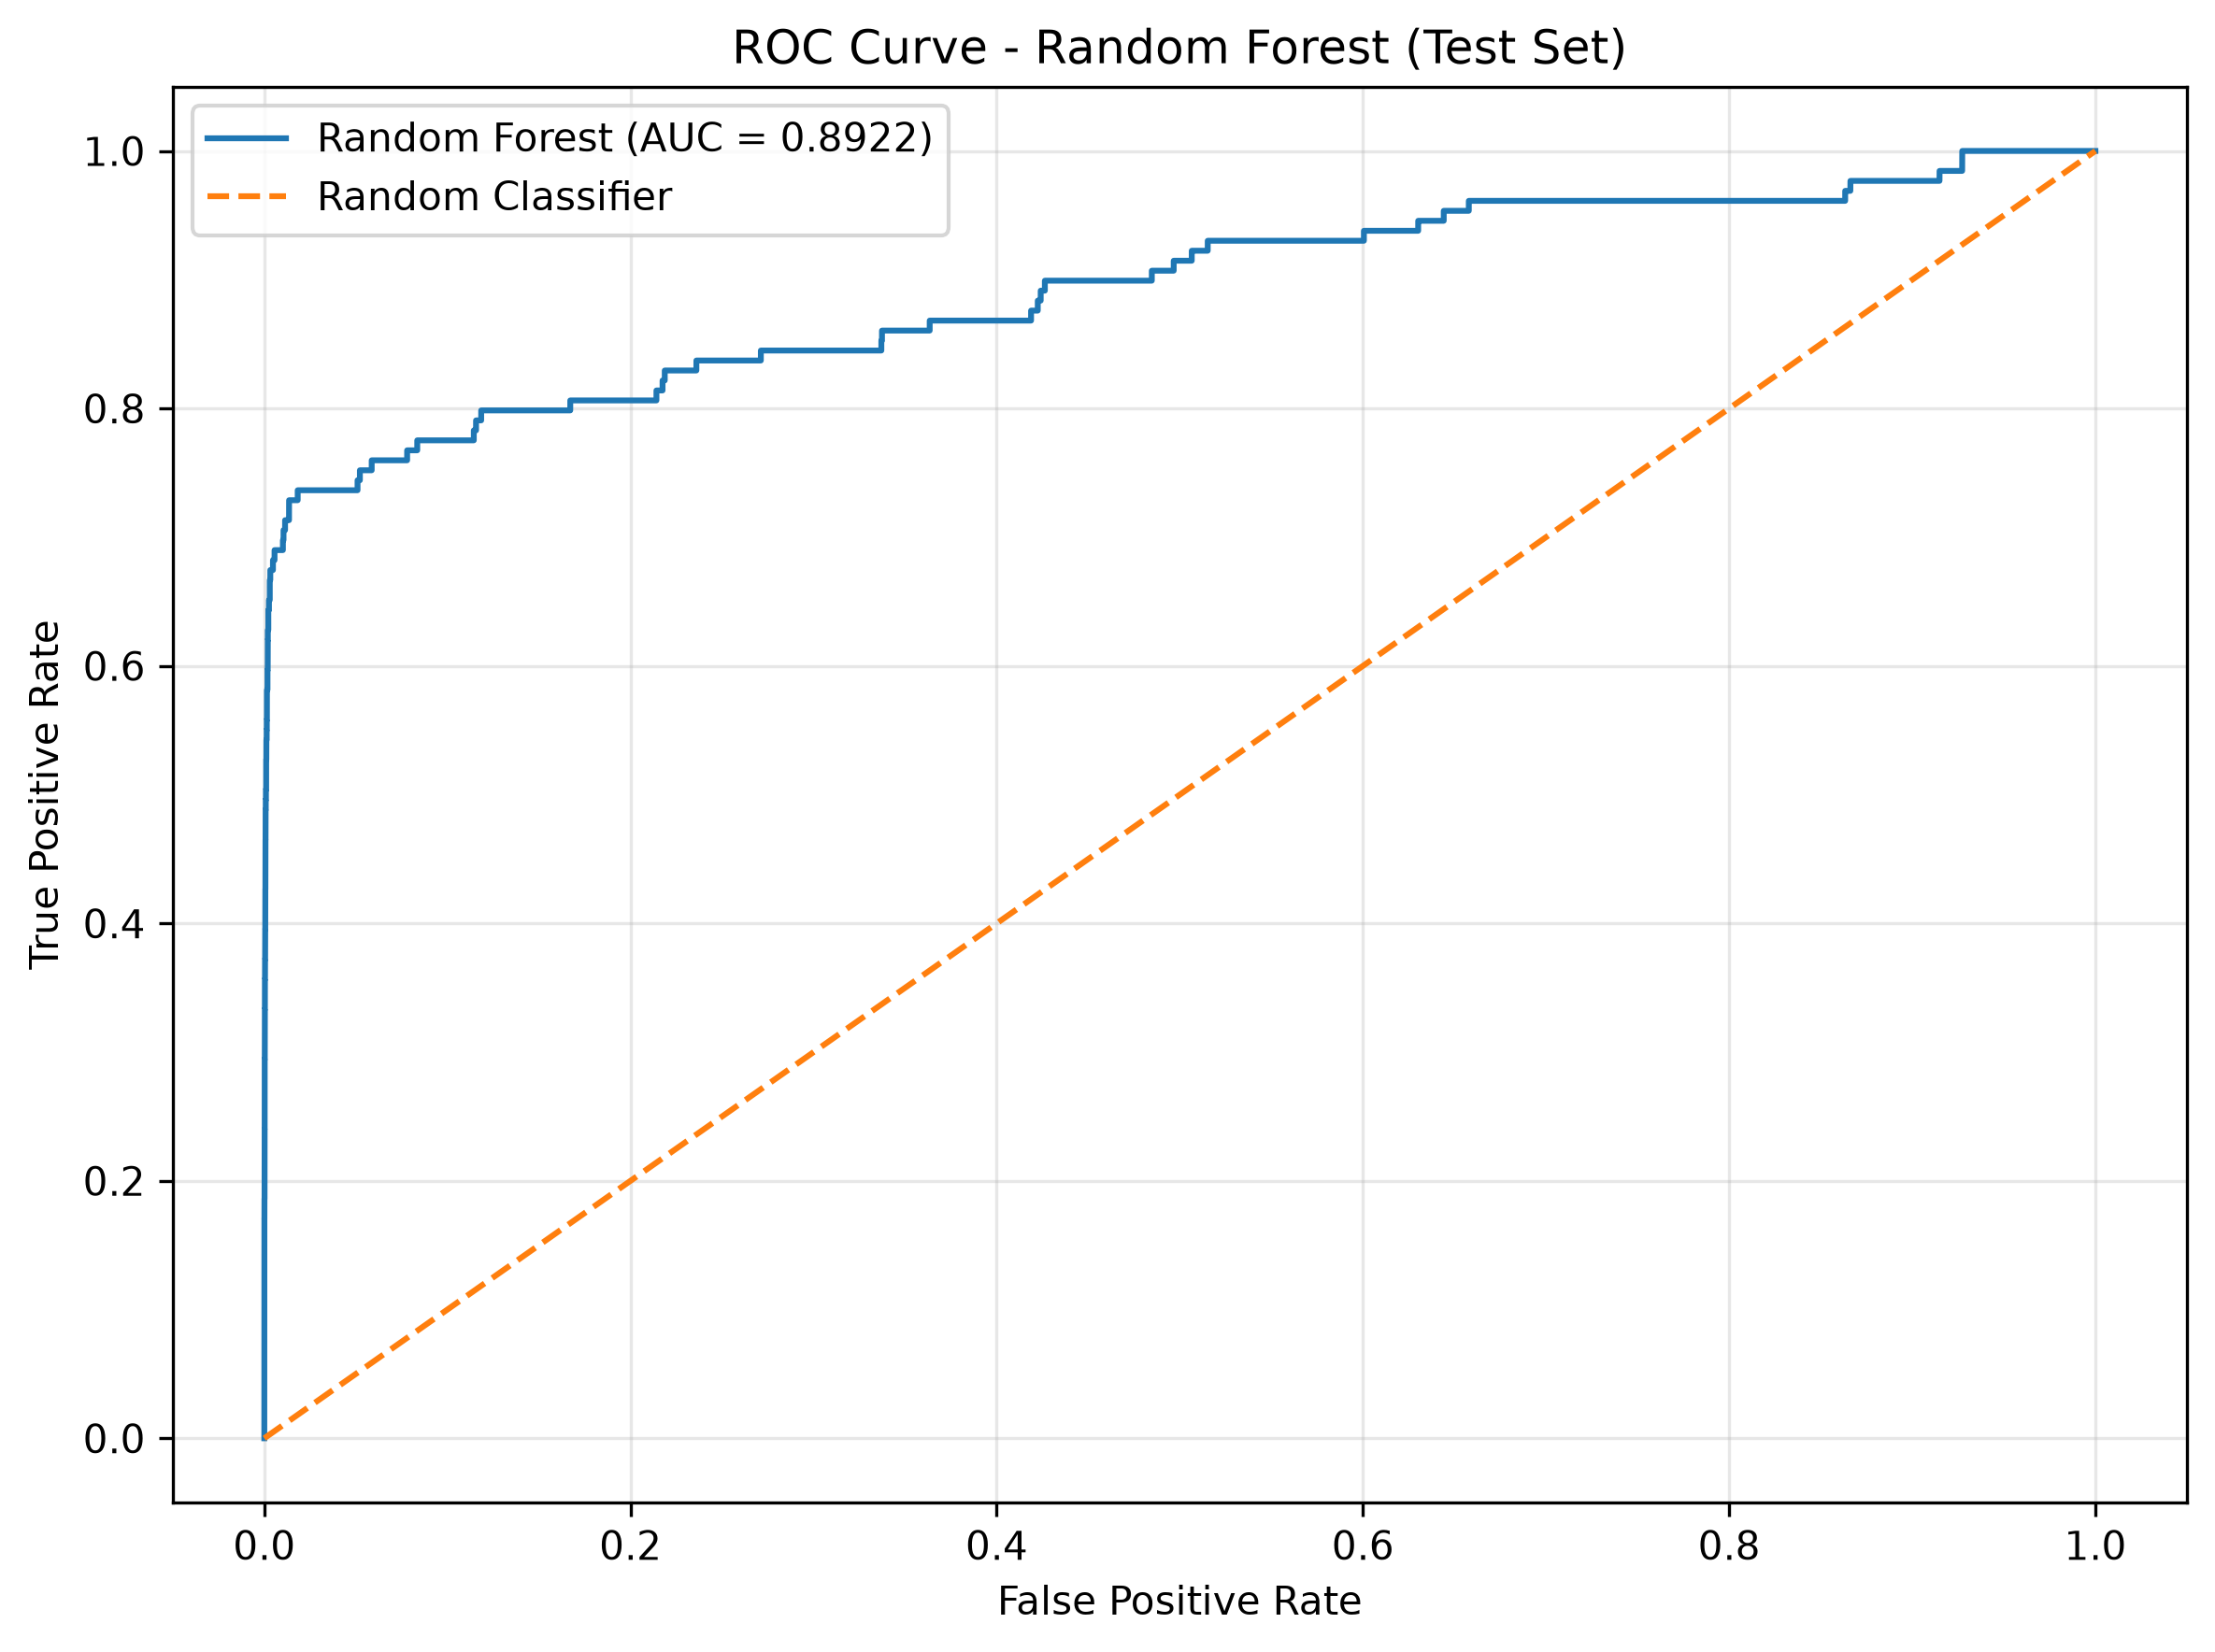 ROC Curve - Random Forest (Test Set)
Random Forest (AUC = 0.8922)
Random Classifier
1.0
0.8
0.6
0.4
0.2
0.0
True Positive Rate
0.0 0.2 0.4 0.6 0.8 1.0
False Positive Rate